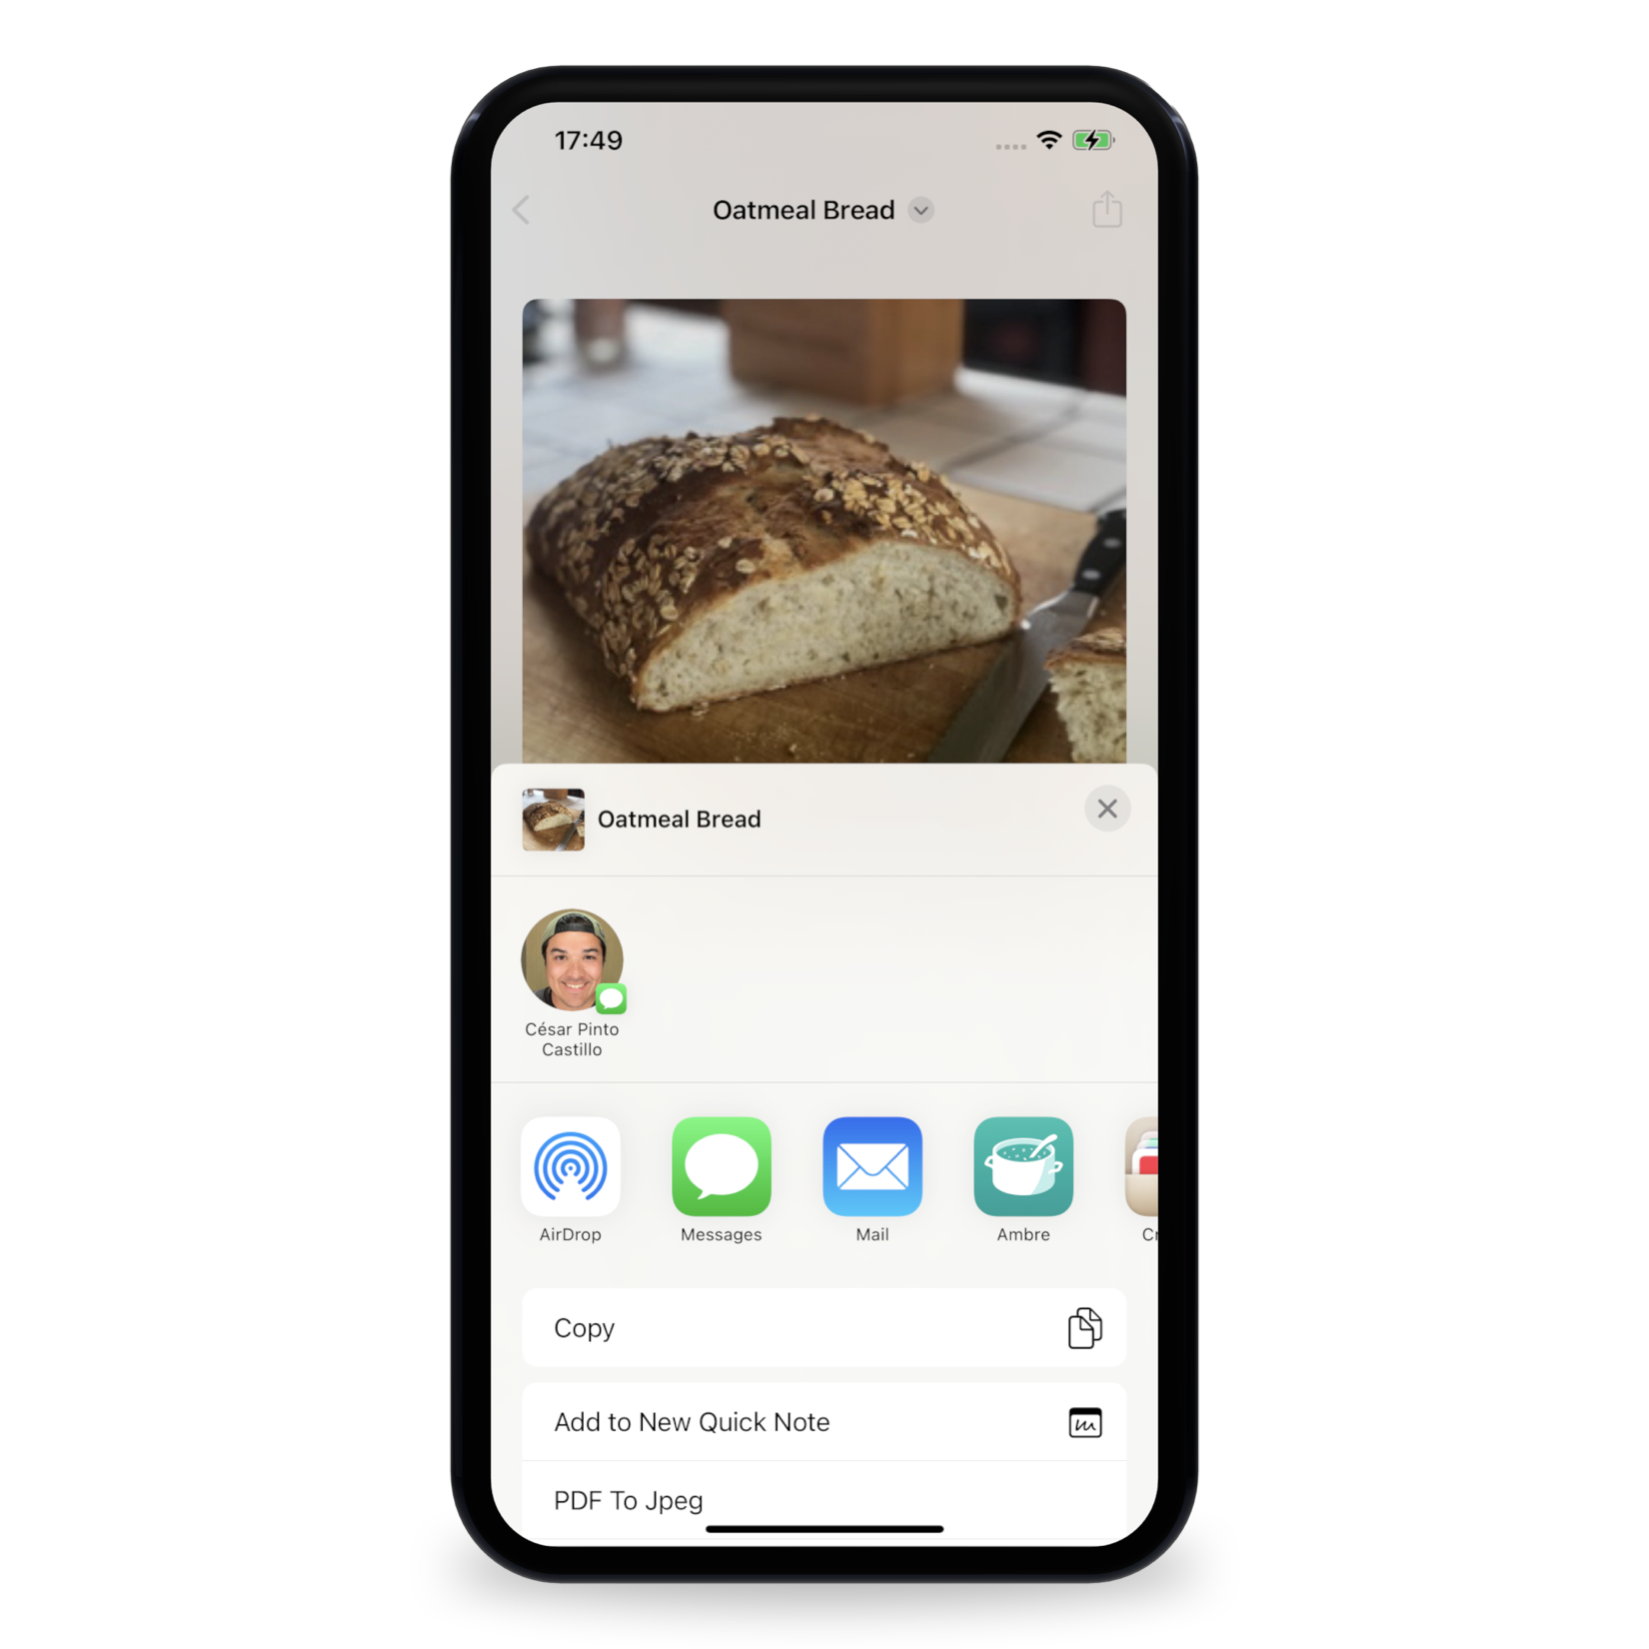 17:49
Oatmeal Bread
Oatmeal Bread
César Pinto
Castillo
AirDrop
Messages
Mail
Ambre
Copy
Add to New Quick Note
PDF To Jpeg